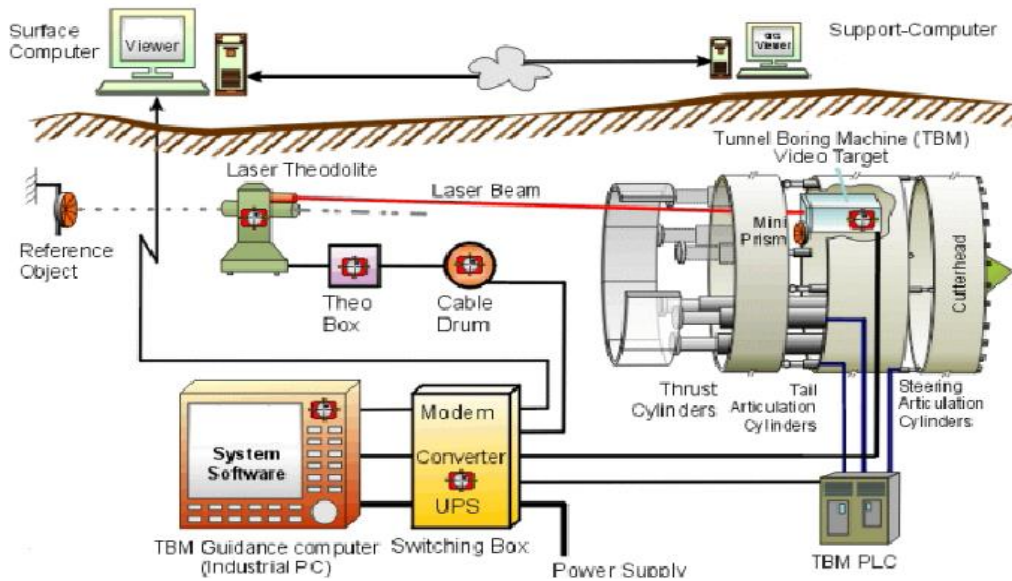 Surface
Computer
Viewer
Viewer
Support-Computer
Tunnel Boring Machine (TBM)
Video Target
Laser Theodolite
Laser Beam
Mini
Prism
Cutterhead
Reference
Object
Theo
Box
Cable
Drum
Thrust
Cylinders
Tail
Articulation
Cylinders
Steering
Articulation
Cylinders
System
Software
Modem
Converter
UPS
TBM Guidance computer
(Industrial PC)
Switching Box
Power Supply
TBM PLC